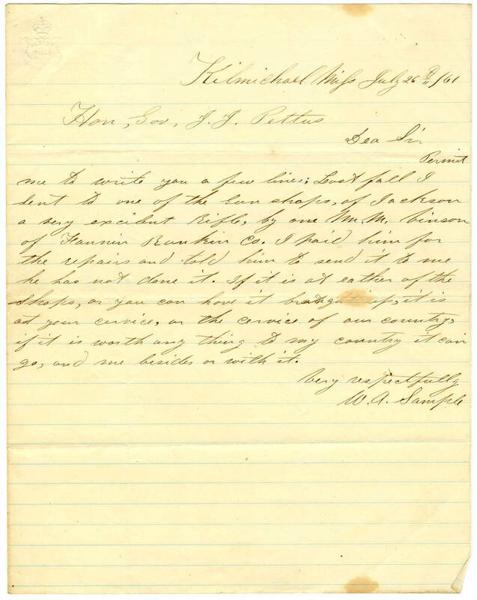 Kilmichael Miss July 26th /61
Hon, Gov, J. J. Pettus
Dea Sir,
Permit
me to write you a few lines; Last fall I
sent to one of the Gun shops, of Jackson
a very excelent Rifle, by one Mr. M. Vinson
of Fannin Rankin Co. I paid him for
the repairs and told him to send it to me
he has not done it. If it is at eather of the
Shops, or you can have it brought up, it is
at your cervice, or the cervice of our country,
if it is worth any thing to my country it can
go, and me besides or with it.
Very respectfully
W. A. Sample